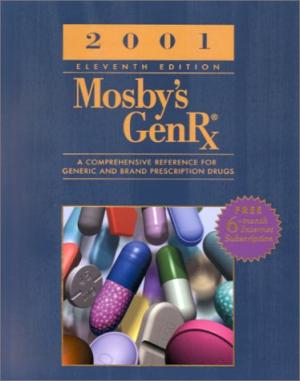 2001
ELEVENTH EDITION
Mosby's
GenRx®
A COMPREHENSIVE REFERENCE FOR
GENERIC AND BRAND PRESCRIPTION DRUGS
FREE
6-month
Internet
Subscription